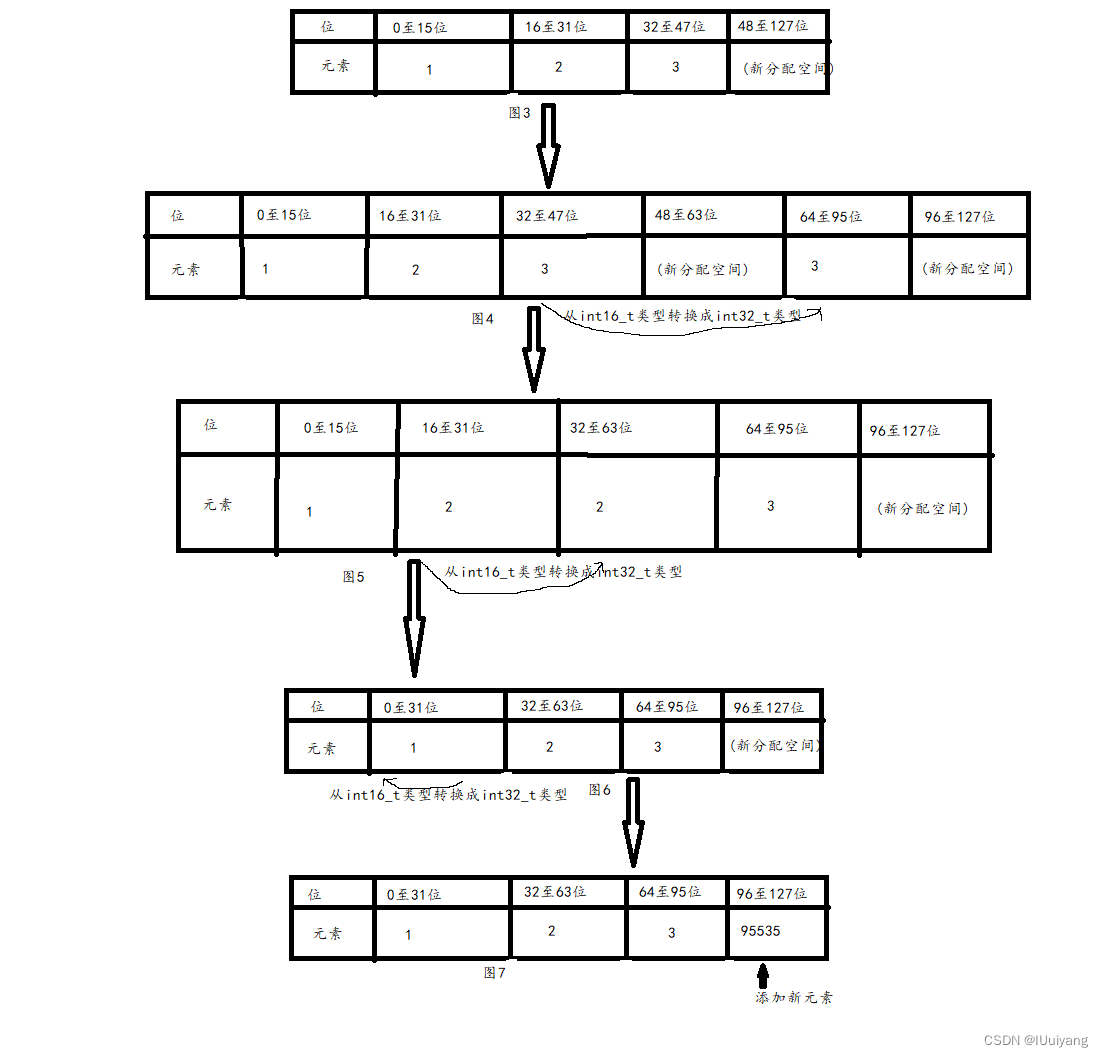 位 0至15位 16至31位 32至47位 48至127位
元素 1 2 3 (新分配空间)
图3
位 0至15位 16至31位 32至47位 48至63位 64至95位 96至127位
元素 1 2 3 (新分配空间) 3 (新分配空间)
图4 从int16_t类型转换成int32_t类型
位 0至15位 16至31位 32至63位 64至95位 96至127位
元素 1 2 2 3 (新分配空间)
图5 从int16_t类型转换成int32_t类型
位 0至31位 32至63位 64至95位 96至127位
元素 1 2 3 (新分配空间)
从int16_t类型转换成int32_t类型 图6
位 0至31位 32至63位 64至95位 96至127位
元素 1 2 3 95535
图7
添加新元素
CSDN @IUuiyang